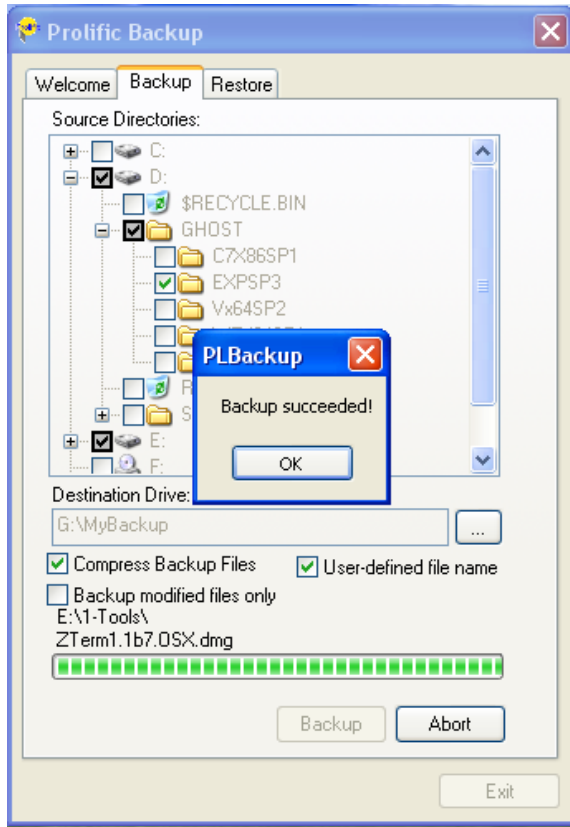 Prolific Backup
Welcome Backup Restore
Source Directories:
C:
D:
$RECYCLE.BIN
GHOST
C7X86SP1
EXPSP3
Vx64SP2
PLBackup
Backup succeeded!
OK
E:
F:
Destination Drive:
G:\MyBackup
...
Compress Backup Files User-defined file name
Backup modified files only
E:\1-Tools\
ZTerm1.1b7.OSX.dmg
Backup Abort
Exit